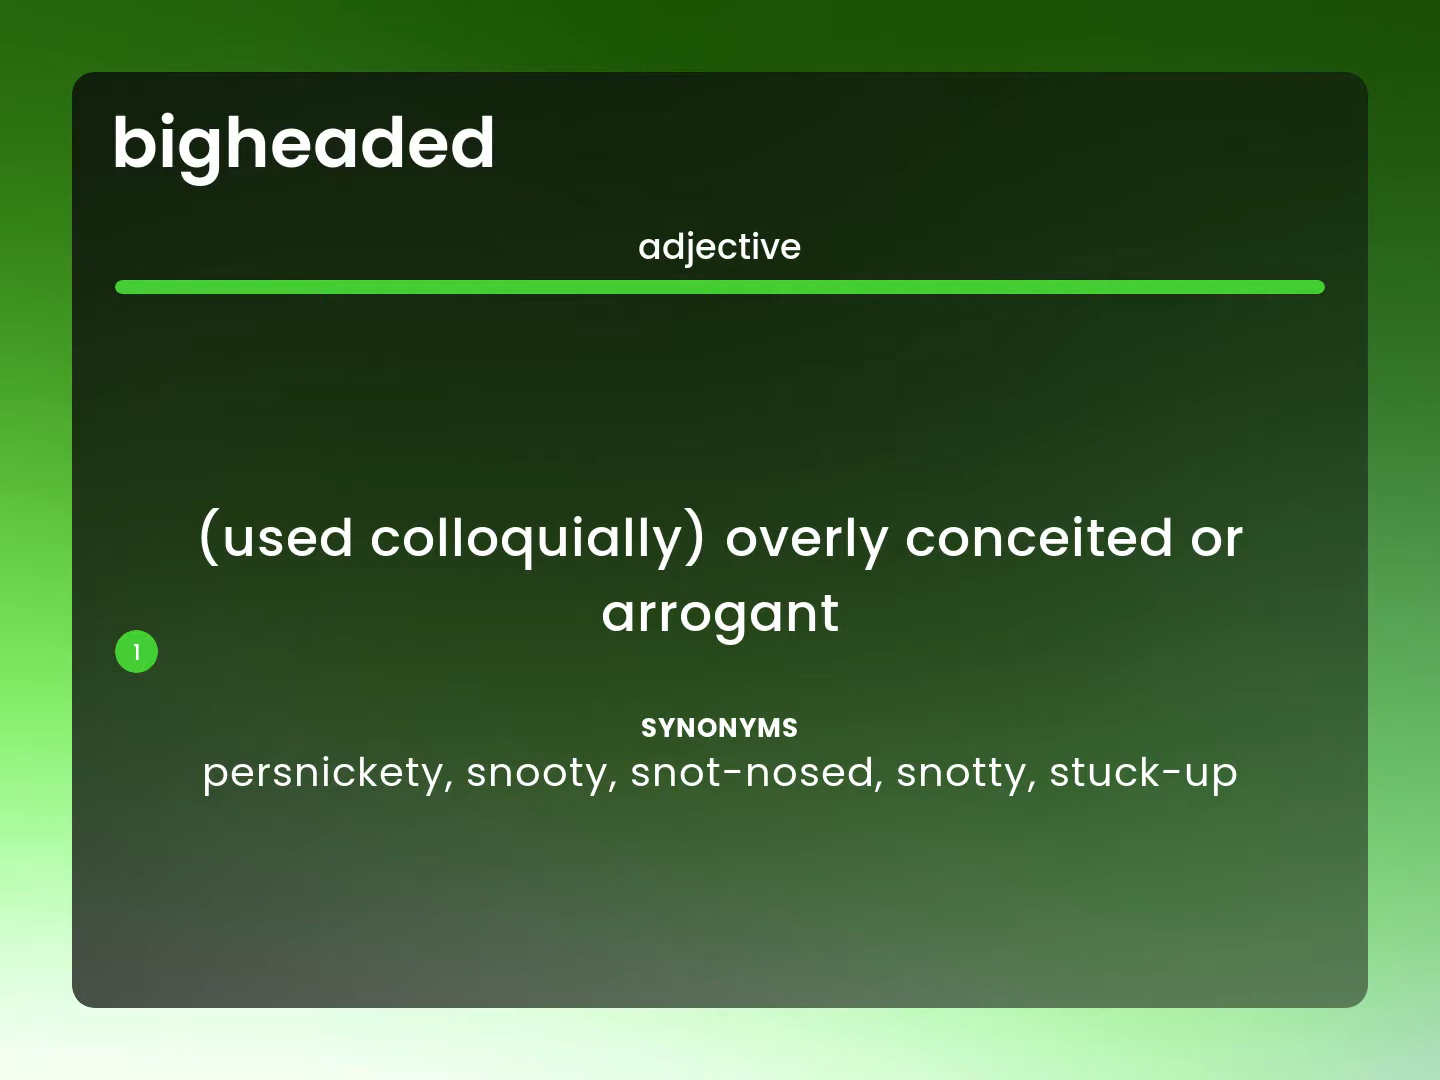 bigheaded
adjective
(used colloquially) overly conceited or
arrogant
1
SYNONYMS
persnickety, snooty, snot-nosed, snotty, stuck-up